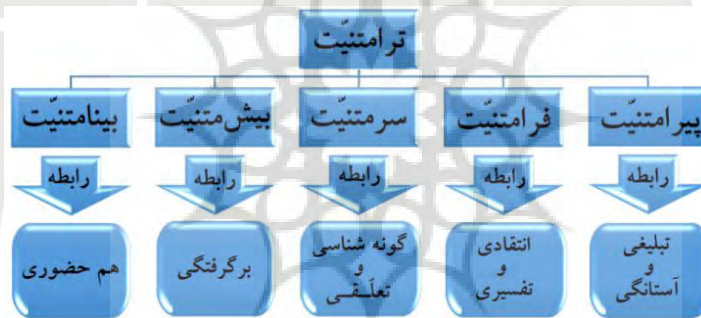 ترامتنیّت
پیرامتنیّت
فرامتنیّت
سرمتنیّت
بیش‌متنیّت
بینامتنیّت
رابطه
رابطه
رابطه
رابطه
رابطه
تبلیغی
و
آستانگی
انتقادی
و
تفسیری
گونه شناسی
و
تعلّـقــی
برگرفتگی
هم حضوری